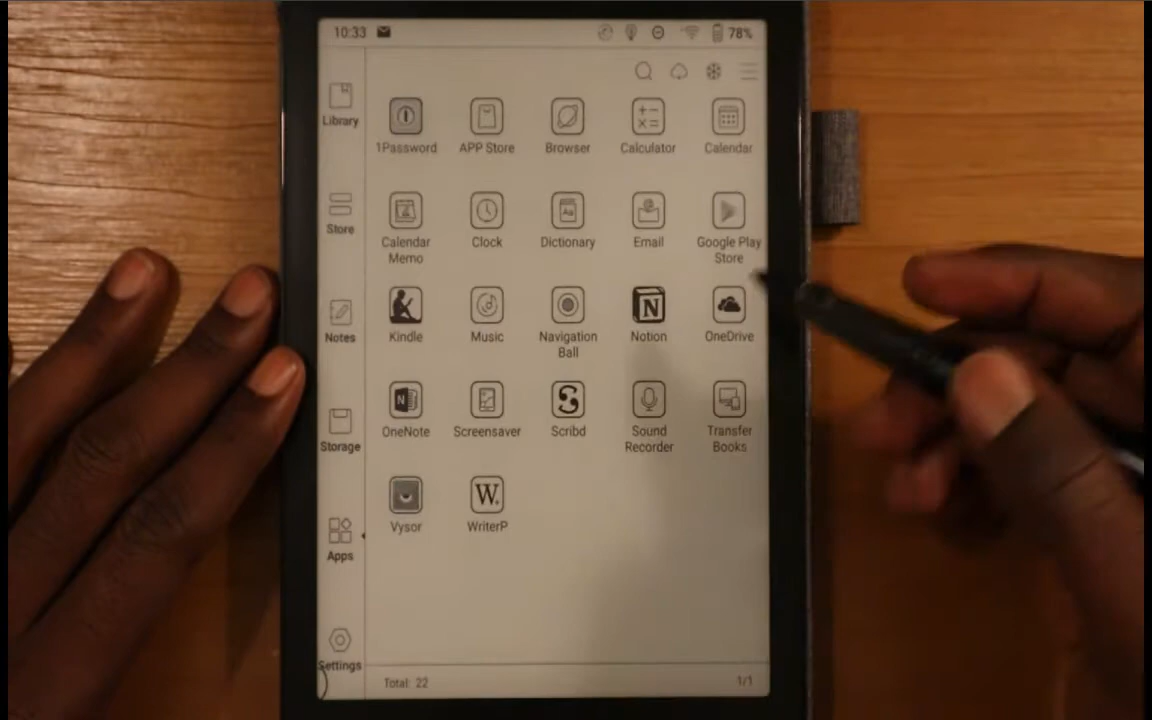 10:33 78%
Library
1Password APP Store Browser Calculator Calendar
Store
Calendar Clock Dictionary Email Google Play
Memo Store
Notes
Kindle Music Navigation Notion OneDrive
Ball
Storage
OneNote Screensaver Scribd Sound Transfer
Recorder Books
Apps
Vysor WriterP
Settings
Total: 22 1/1